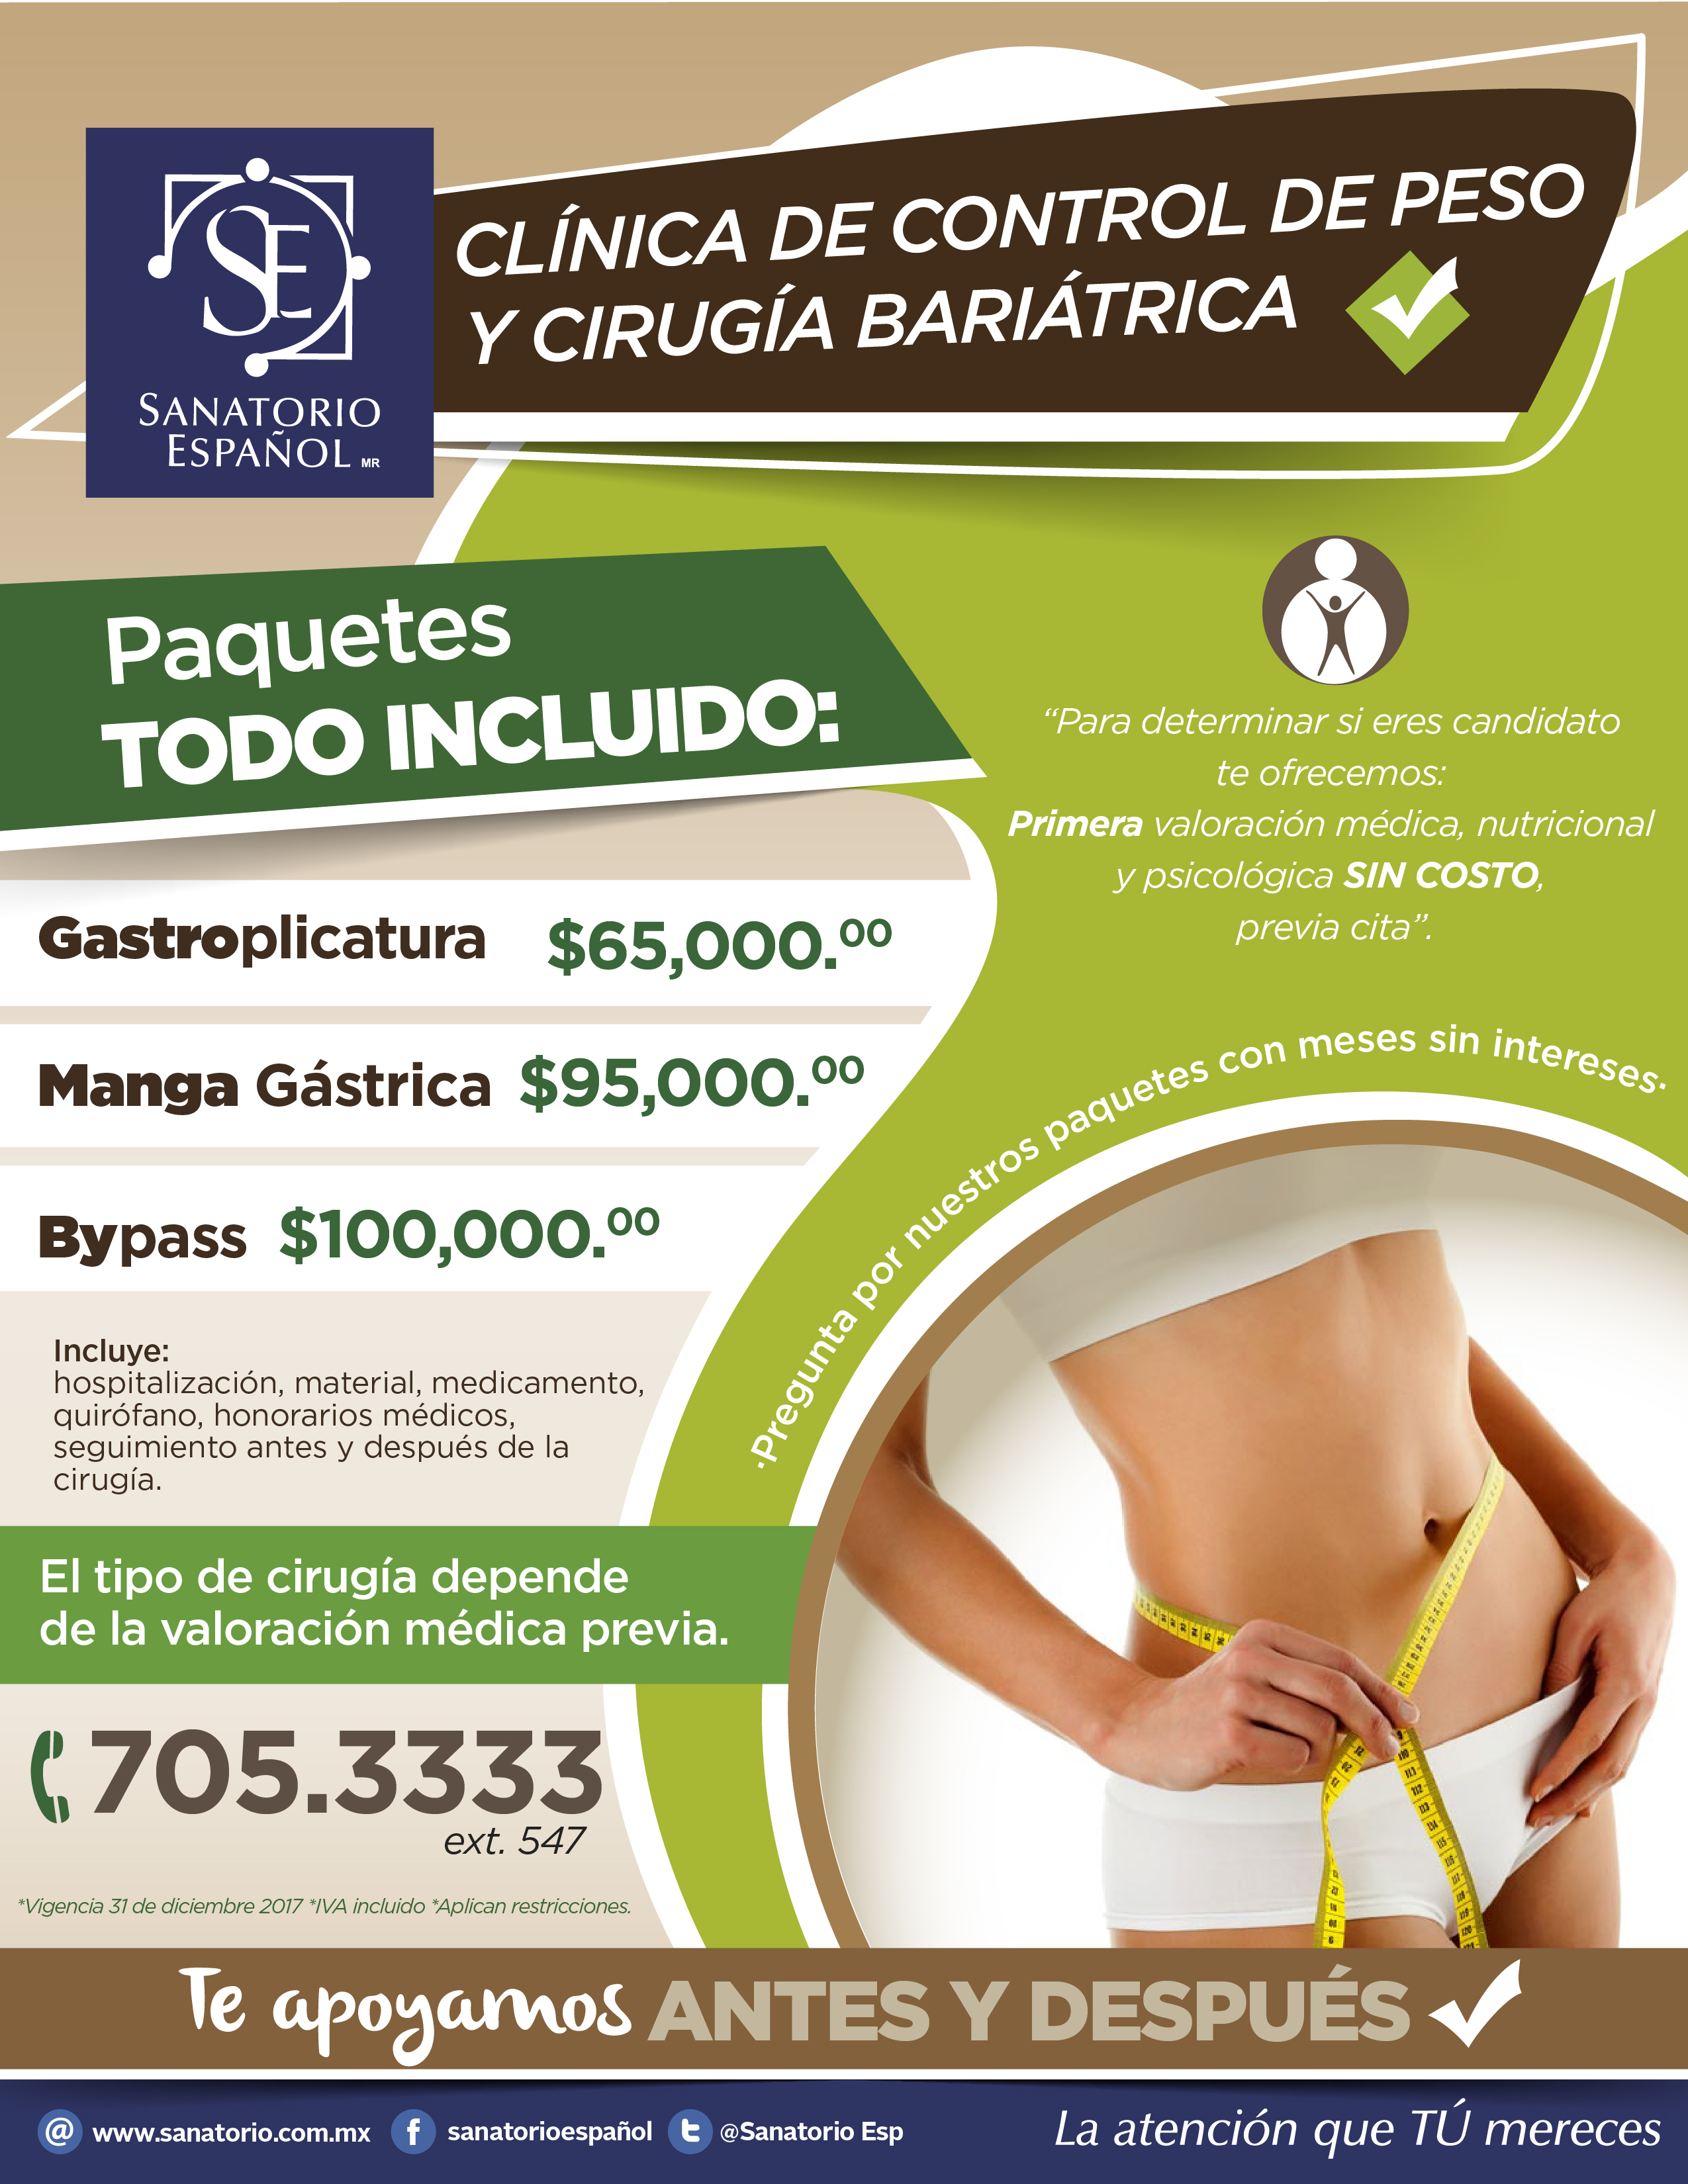 SE
SANATORIO
ESPAÑOL MR
CLÍNICA DE CONTROL DE PESO
Y CIRUGÍA BARIÁTRICA
Paquetes
TODO INCLUIDO:
"Para determinar si eres candidato
te ofrecemos:
Primera valoración médica, nutricional
y psicológica SIN COSTO,
previa cita".
Gastroplicatura $65,000.00
Manga Gástrica $95,000.00
Bypass $100,000.00
·Pregunta por nuestros paquetes con meses sin intereses·
Incluye:
hospitalización, material, medicamento,
quirófano, honorarios médicos,
seguimiento antes y después de la
cirugía.
El tipo de cirugía depende
de la valoración médica previa.
705.3333
ext. 547
*Vigencia 31 de diciembre 2017 *IVA incluido *Aplican restricciones.
Te apoyamos ANTES Y DESPUÉS
@ www.sanatorio.com.mx f sanatorioespañol t @Sanatorio Esp
La atención que TÚ mereces